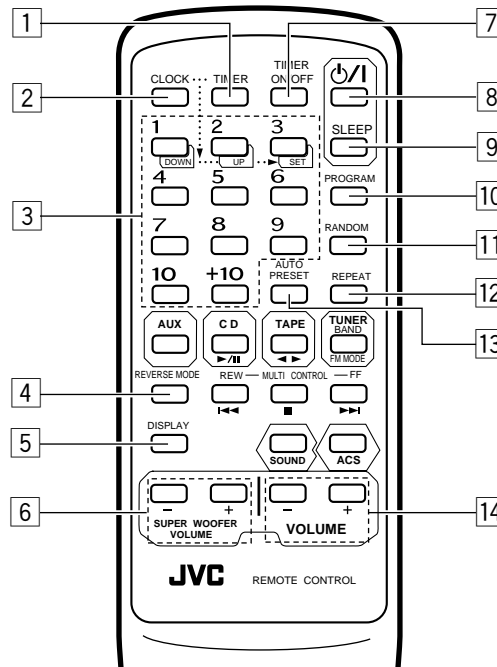 1
7
CLOCK TIMER
TIMER
ON/OFF
⏻/I
2
8
1 2 3
SLEEP
DOWN UP SET
9
4 5 6
PROGRAM
10
3
7 8 9
RANDOM
11
10 +10
AUTO
PRESET
REPEAT
12
AUX
CD
TAPE
TUNER
BAND
13
►/II
◄ ►
FM MODE
REVERSE MODE
REW — MULTI CONTROL — FF
4
I◄◄ ■ ►►I
DISPLAY
5
SOUND
ACS
– + – +
6
SUPER WOOFER
VOLUME
VOLUME
14
JVC REMOTE CONTROL